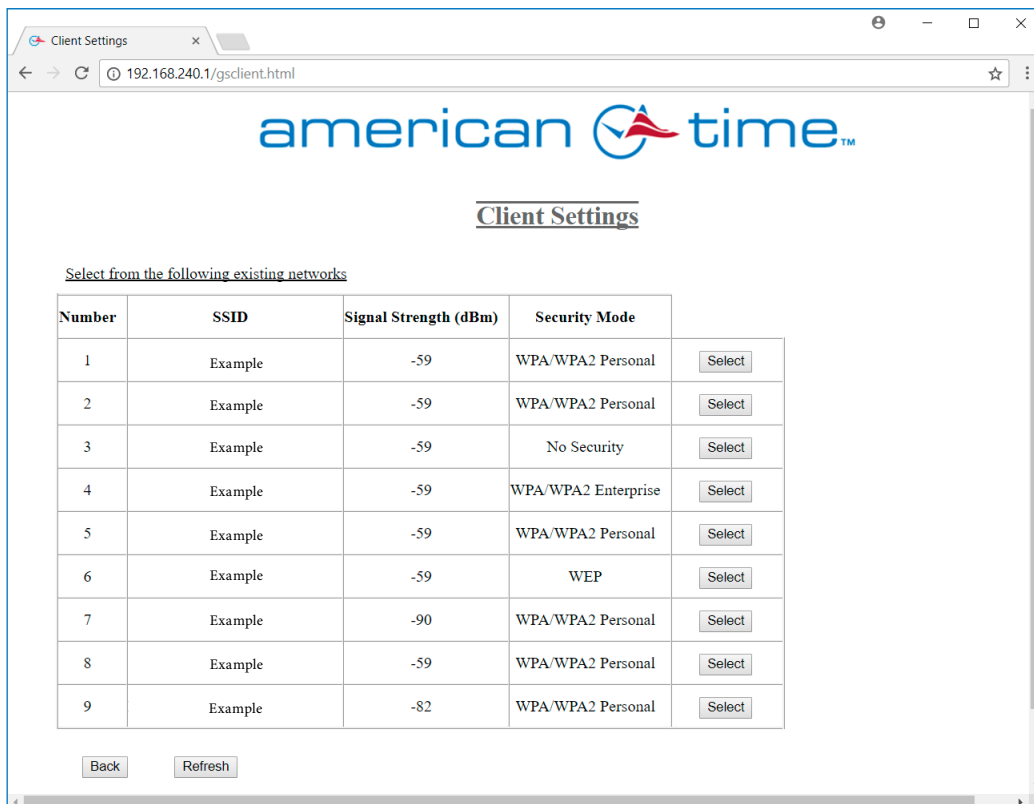 Client Settings
192.168.240.1/gsclient.html
american time™
Client Settings
Select from the following existing networks
Number SSID Signal Strength (dBm) Security Mode
1 Example -59 WPA/WPA2 Personal Select
2 Example -59 WPA/WPA2 Personal Select
3 Example -59 No Security Select
4 Example -59 WPA/WPA2 Enterprise Select
5 Example -59 WPA/WPA2 Personal Select
6 Example -59 WEP Select
7 Example -90 WPA/WPA2 Personal Select
8 Example -59 WPA/WPA2 Personal Select
9 Example -82 WPA/WPA2 Personal Select
Back Refresh